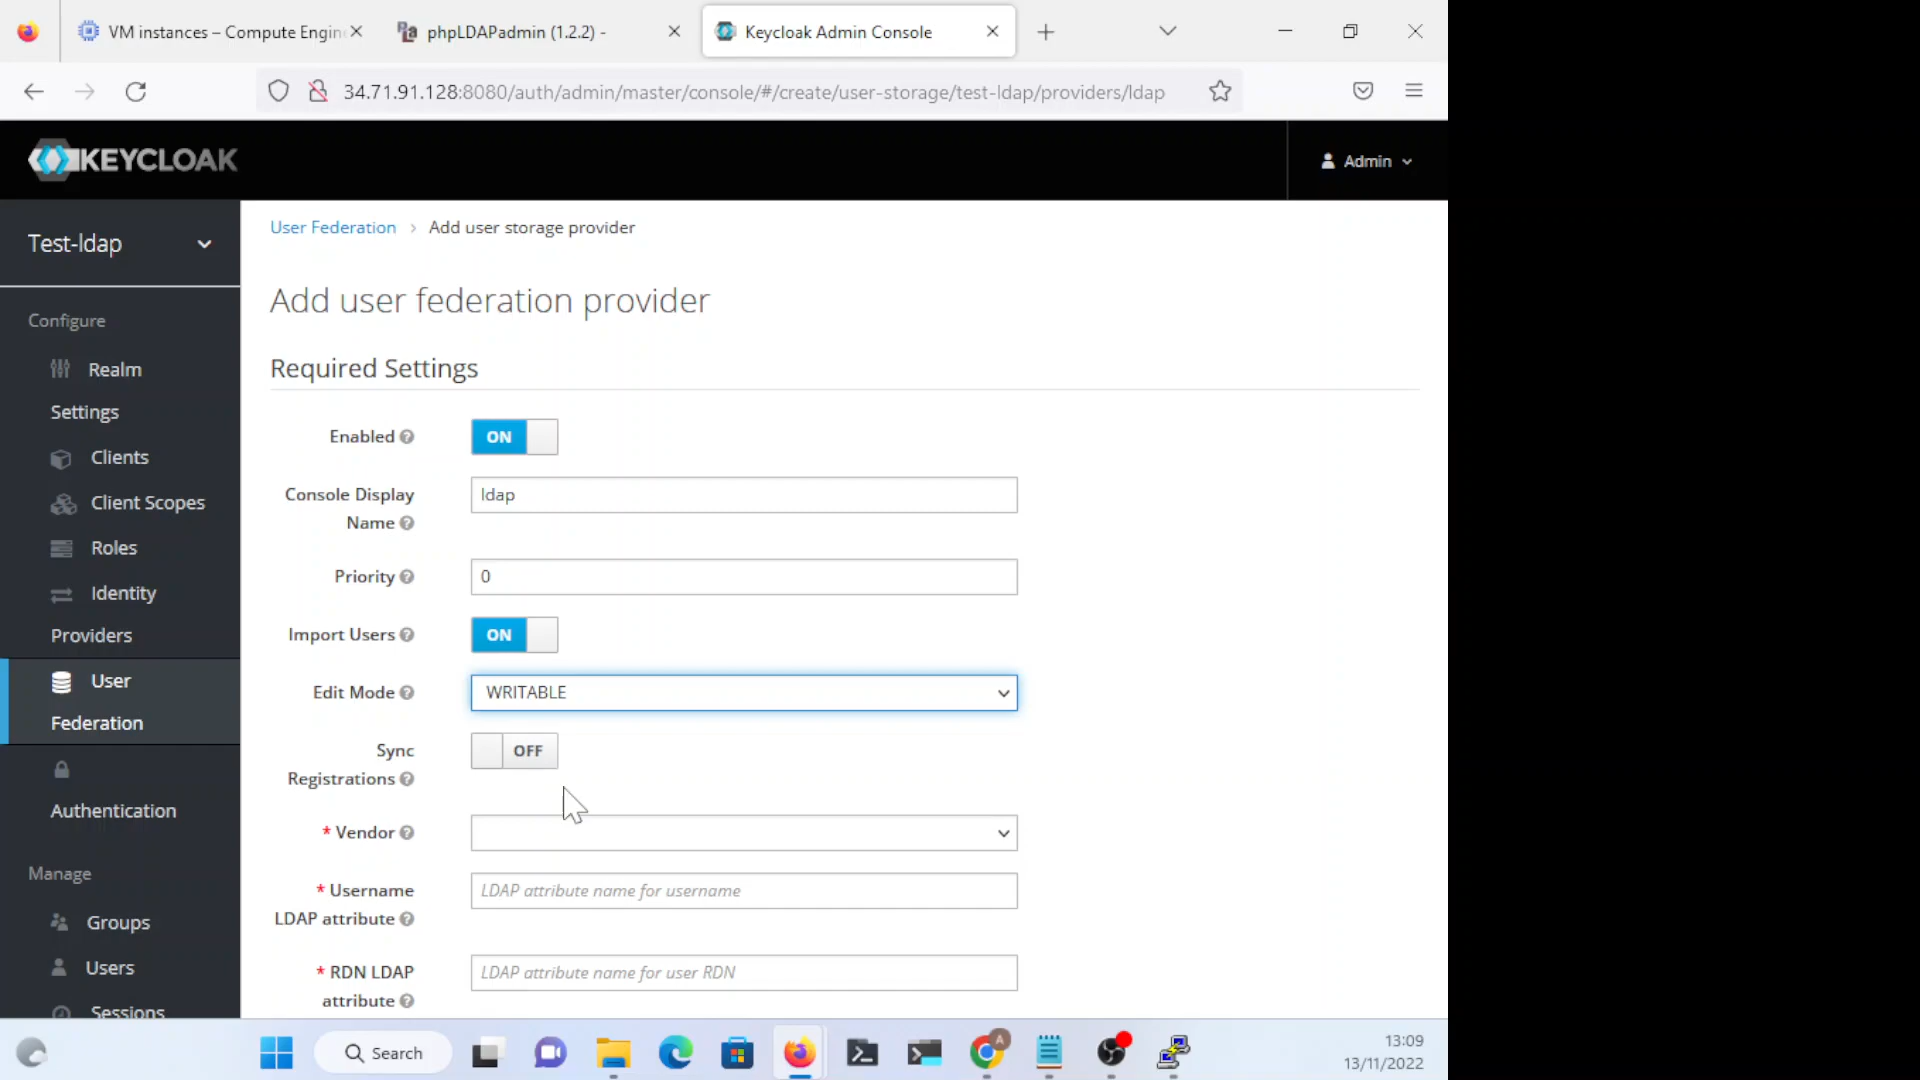 VM instances – Compute Engin
phpLDAPadmin (1.2.2) -
Keycloak Admin Console
34.71.91.128:8080/auth/admin/master/console/#/create/user-storage/test-ldap/providers/ldap
KEYCLOAK
Admin
Test-ldap
Configure
Realm
Settings
Clients
Client Scopes
Roles
Identity
Providers
User
Federation
Authentication
Manage
Groups
Users
Sessions
User Federation › Add user storage provider
Add user federation provider
Required Settings
Enabled ON
Console Display
Name
ldap
Priority 0
Import Users ON
Edit Mode WRITABLE
Sync
Registrations
OFF
* Vendor
* Username
LDAP attribute
LDAP attribute name for username
* RDN LDAP
attribute
LDAP attribute name for user RDN
Search
A
13:09
13/11/2022